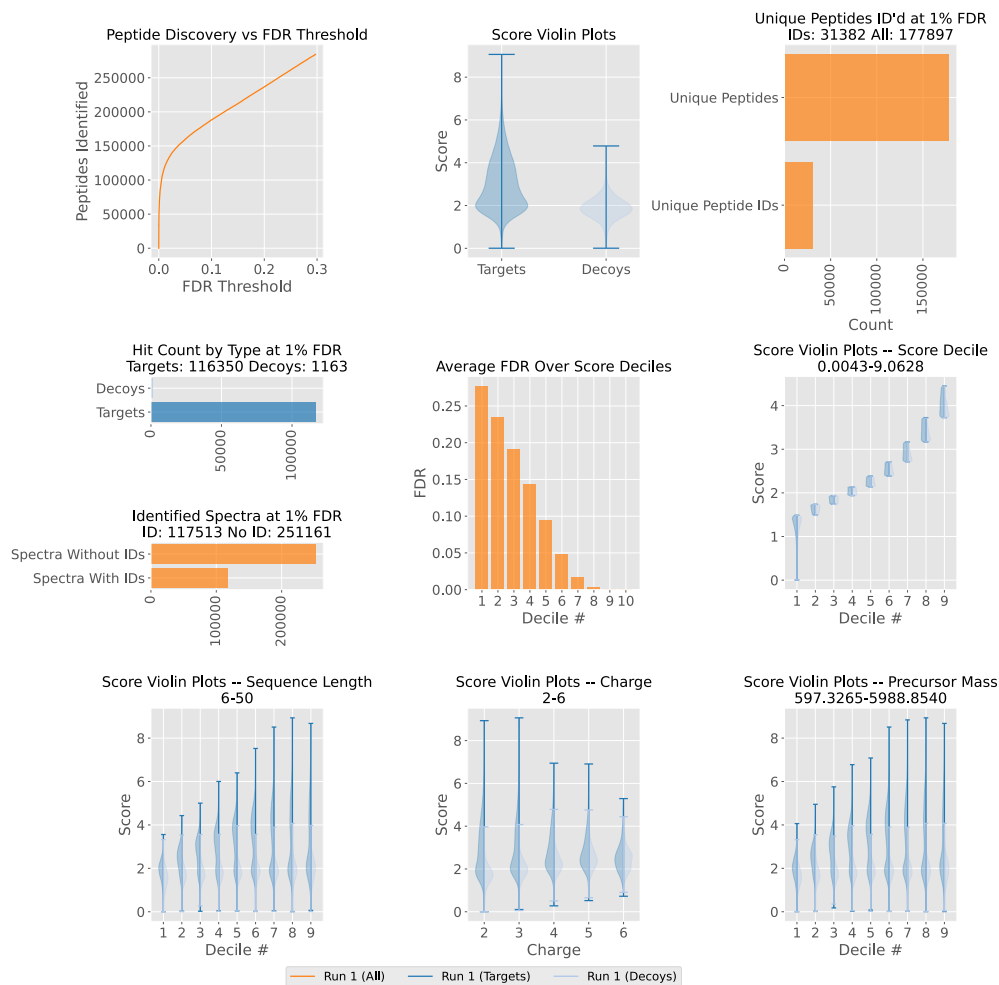 Peptide Discovery vs FDR Threshold
250000
200000
150000
100000
50000
0
Peptides Identified
0.0 0.1 0.2 0.3
FDR Threshold
Score Violin Plots
8
6
4
2
0
Score
Targets Decoys
Unique Peptides ID'd at 1% FDR
IDs: 31382 All: 177897
Unique Peptides
Unique Peptide IDs
0 50000 100000 150000
Count
Hit Count by Type at 1% FDR
Targets: 116350 Decoys: 1163
Decoys
Targets
0 50000 100000
Identified Spectra at 1% FDR
ID: 117513 No ID: 251161
Spectra Without IDs
Spectra With IDs
0 100000 200000
Average FDR Over Score Deciles
0.25
0.20
0.15
0.10
0.05
0.00
FDR
1 2 3 4 5 6 7 8 9 10
Decile #
Score Violin Plots -- Score Decile
0.0043-9.0628
4
3
2
1
0
Score
1 2 3 4 5 6 7 8 9
Decile #
Score Violin Plots -- Sequence Length
6-50
8
6
4
2
0
Score
1 2 3 4 5 6 7 8 9
Decile #
Score Violin Plots -- Charge
2-6
8
6
4
2
0
Score
2 3 4 5 6
Charge
Score Violin Plots -- Precursor Mass
597.3265-5988.8540
8
6
4
2
0
Score
1 2 3 4 5 6 7 8 9
Decile #
Run 1 (All) Run 1 (Targets) Run 1 (Decoys)